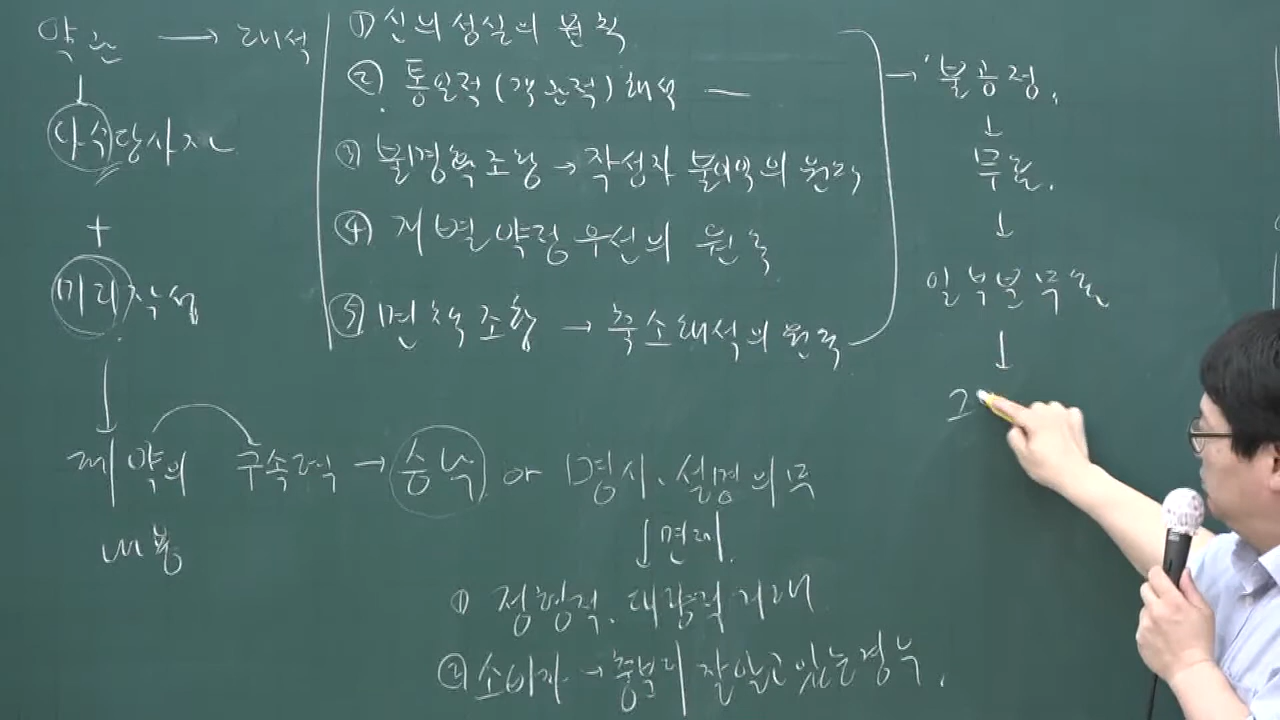 약관 → 해석
다수 당사자
+
미리 작성
계약의 구속력 → 승낙 or 명시、설명의무
내용
↓ 면제.
① 정형적. 대량적 거래
② 소비자 → 충분히 잘 알고 있는 경우.
① 신의성실의 원칙
② 통일적(객관적) 해석 —
③ 불명확조항 → 작성자 불이익의 원칙
④ 개별약정우선의 원칙
⑤ 면책조항 → 축소해석의 원칙
→ 불공정.
↓
무효.
↓
일부분 무효
↓
그